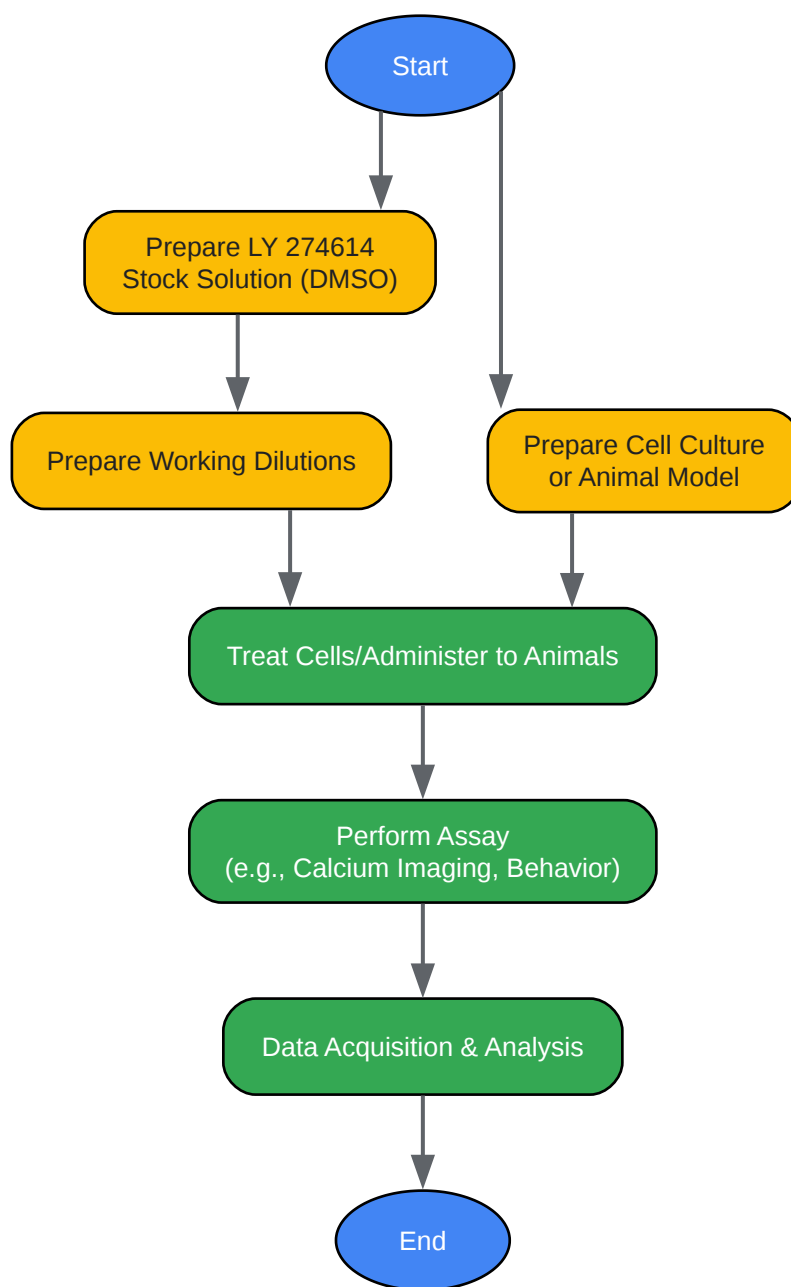 Start
Prepare LY 274614
Stock Solution (DMSO)
Prepare Working Dilutions
Prepare Cell Culture
or Animal Model
Treat Cells/Administer to Animals
Perform Assay
(e.g., Calcium Imaging, Behavior)
Data Acquisition & Analysis
End